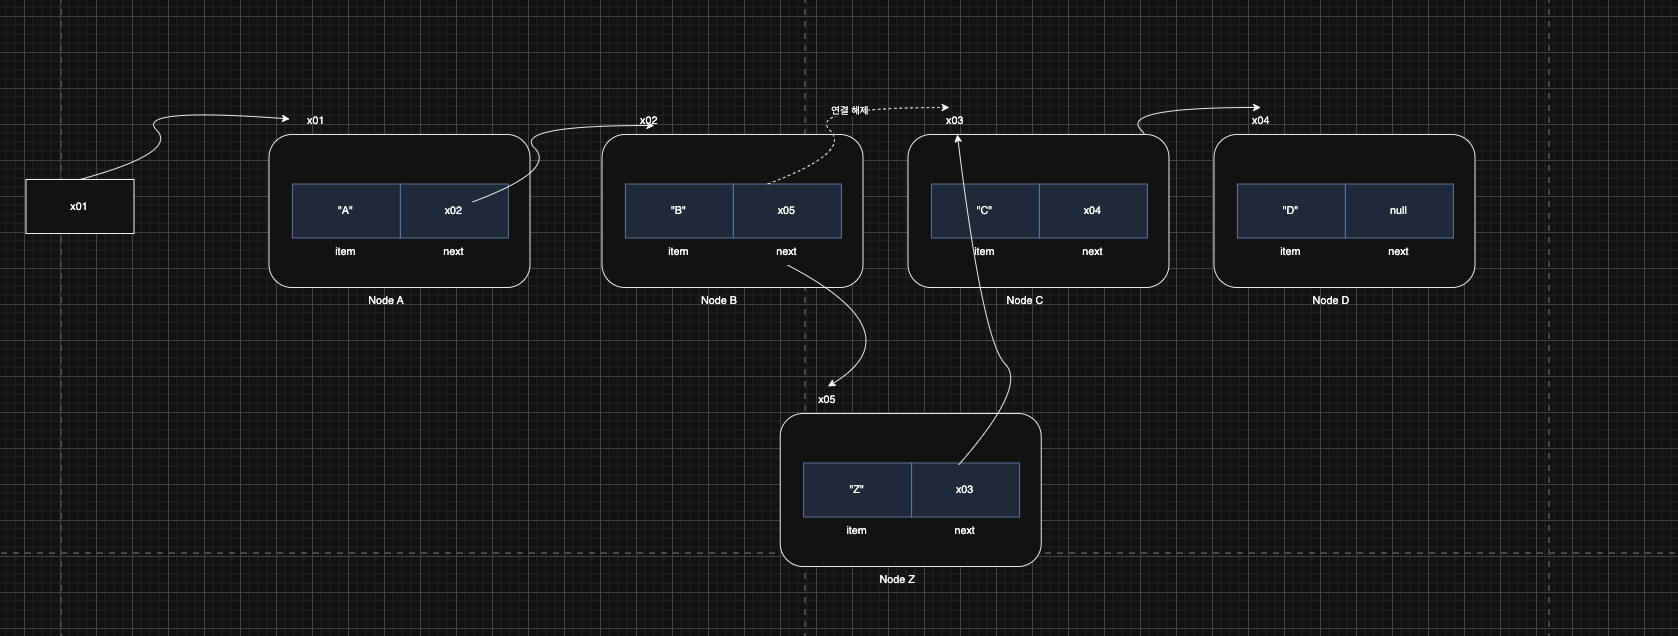 연결 해제
x01
x02
x03
x04
x01
"A"
x02
item
next
Node A
"B"
x05
item
next
Node B
"C"
x04
item
next
Node C
"D"
null
item
next
Node D
x05
"Z"
x03
item
next
Node Z